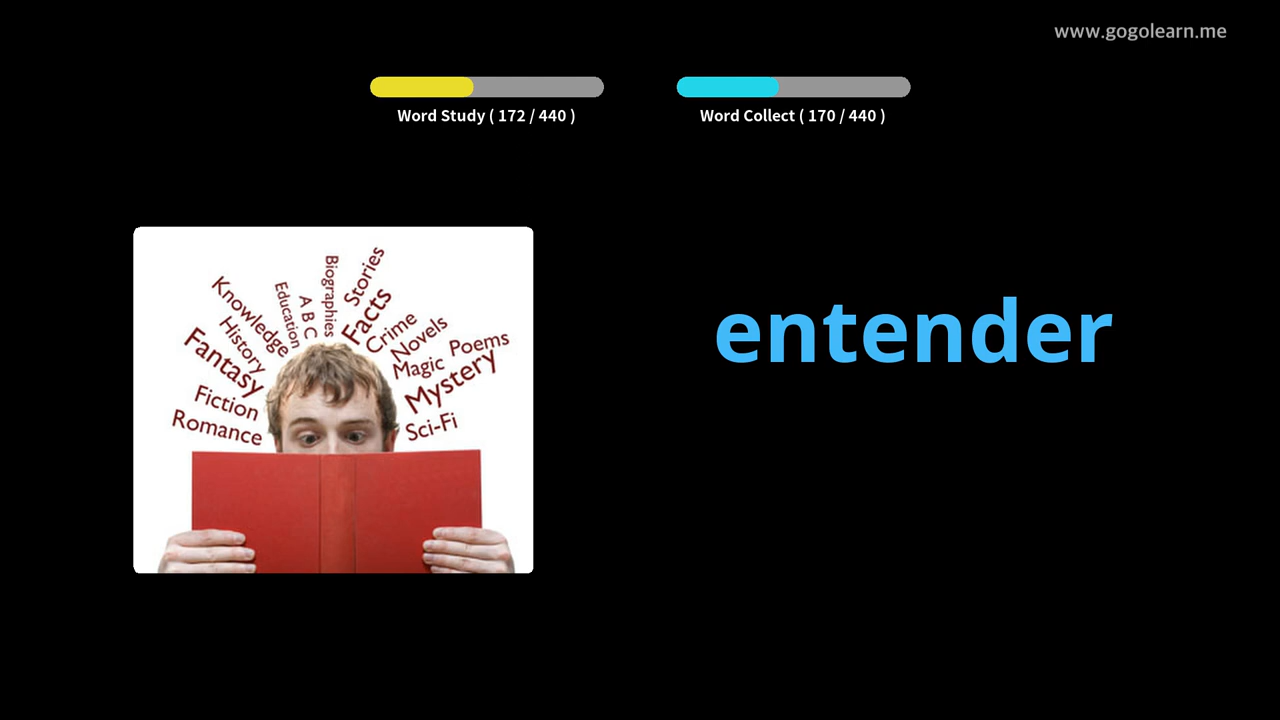 www.gogolearn.me
Word Study ( 172 / 440 )
Word Collect ( 170 / 440 )
entender
Romance
Fiction
Fantasy
History
Knowledge
Education
A B C
Biographies
Stories
Facts
Crime
Novels
Magic
Poems
Mystery
Sci-Fi